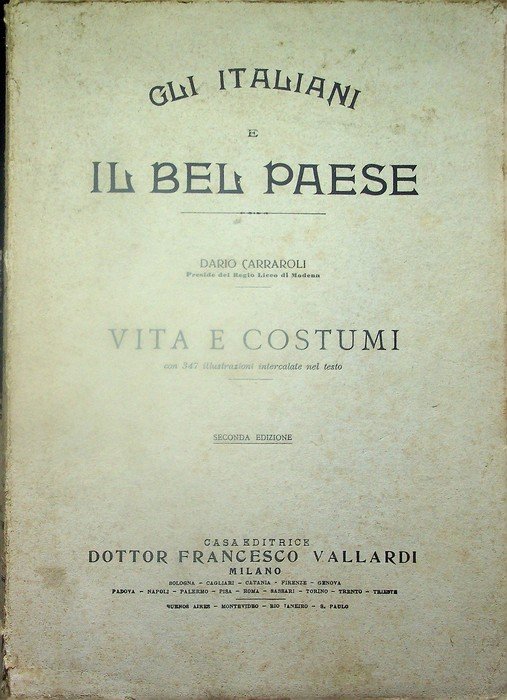 GLI ITALIANI
E
IL BEL PAESE
DARIO CARRAROLI
Preside del Regio Liceo di Modena
VITA E COSTUMI
con 347 illustrazioni intercalate nel testo
SECONDA EDIZIONE
CASA EDITRICE
DOTTOR FRANCESCO VALLARDI
MILANO
BOLOGNA - CAGLIARI - CATANIA - FIRENZE - GENOVA
PADOVA - NAPOLI - PALERMO - PISA - ROMA - SASSARI - TORINO - TRENTO - TRIESTE
BUENOS AIRES - MONTEVIDEO - RIO JANEIRO - S. PAULO